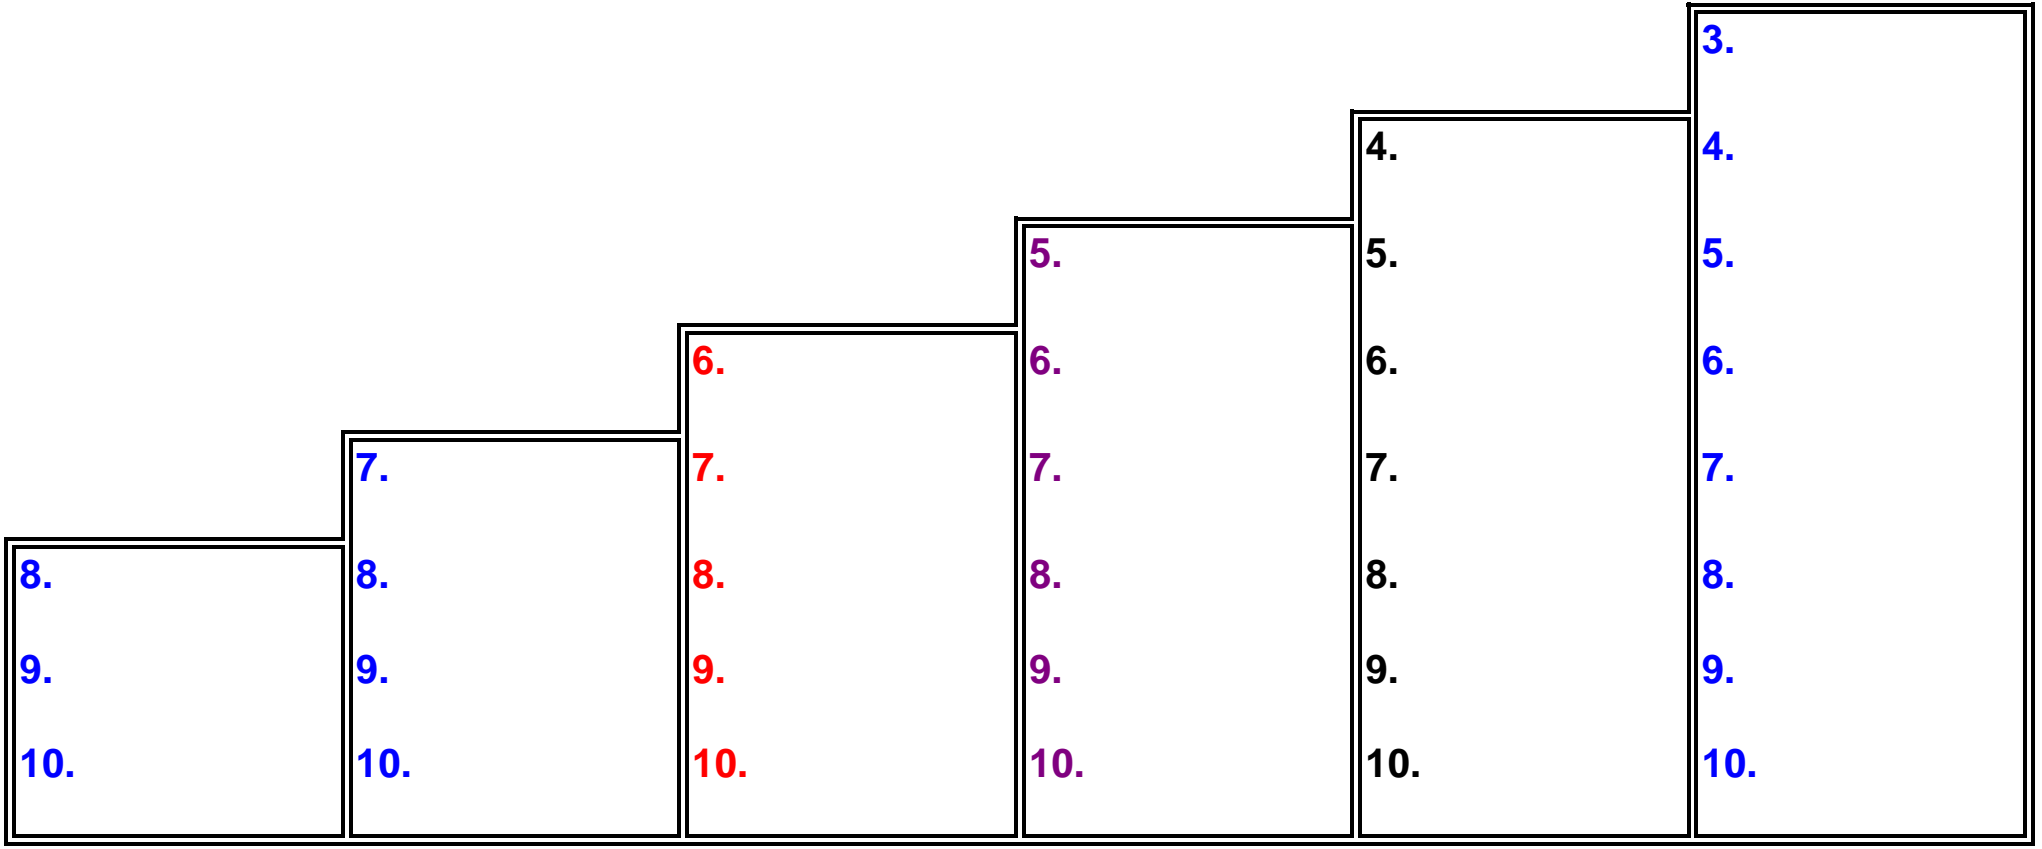 3.
4. 4.
5. 5. 5.
6. 6. 6. 6.
7. 7. 7. 7. 7.
8. 8. 8. 8. 8. 8.
9. 9. 9. 9. 9. 9.
10. 10. 10. 10. 10. 10.